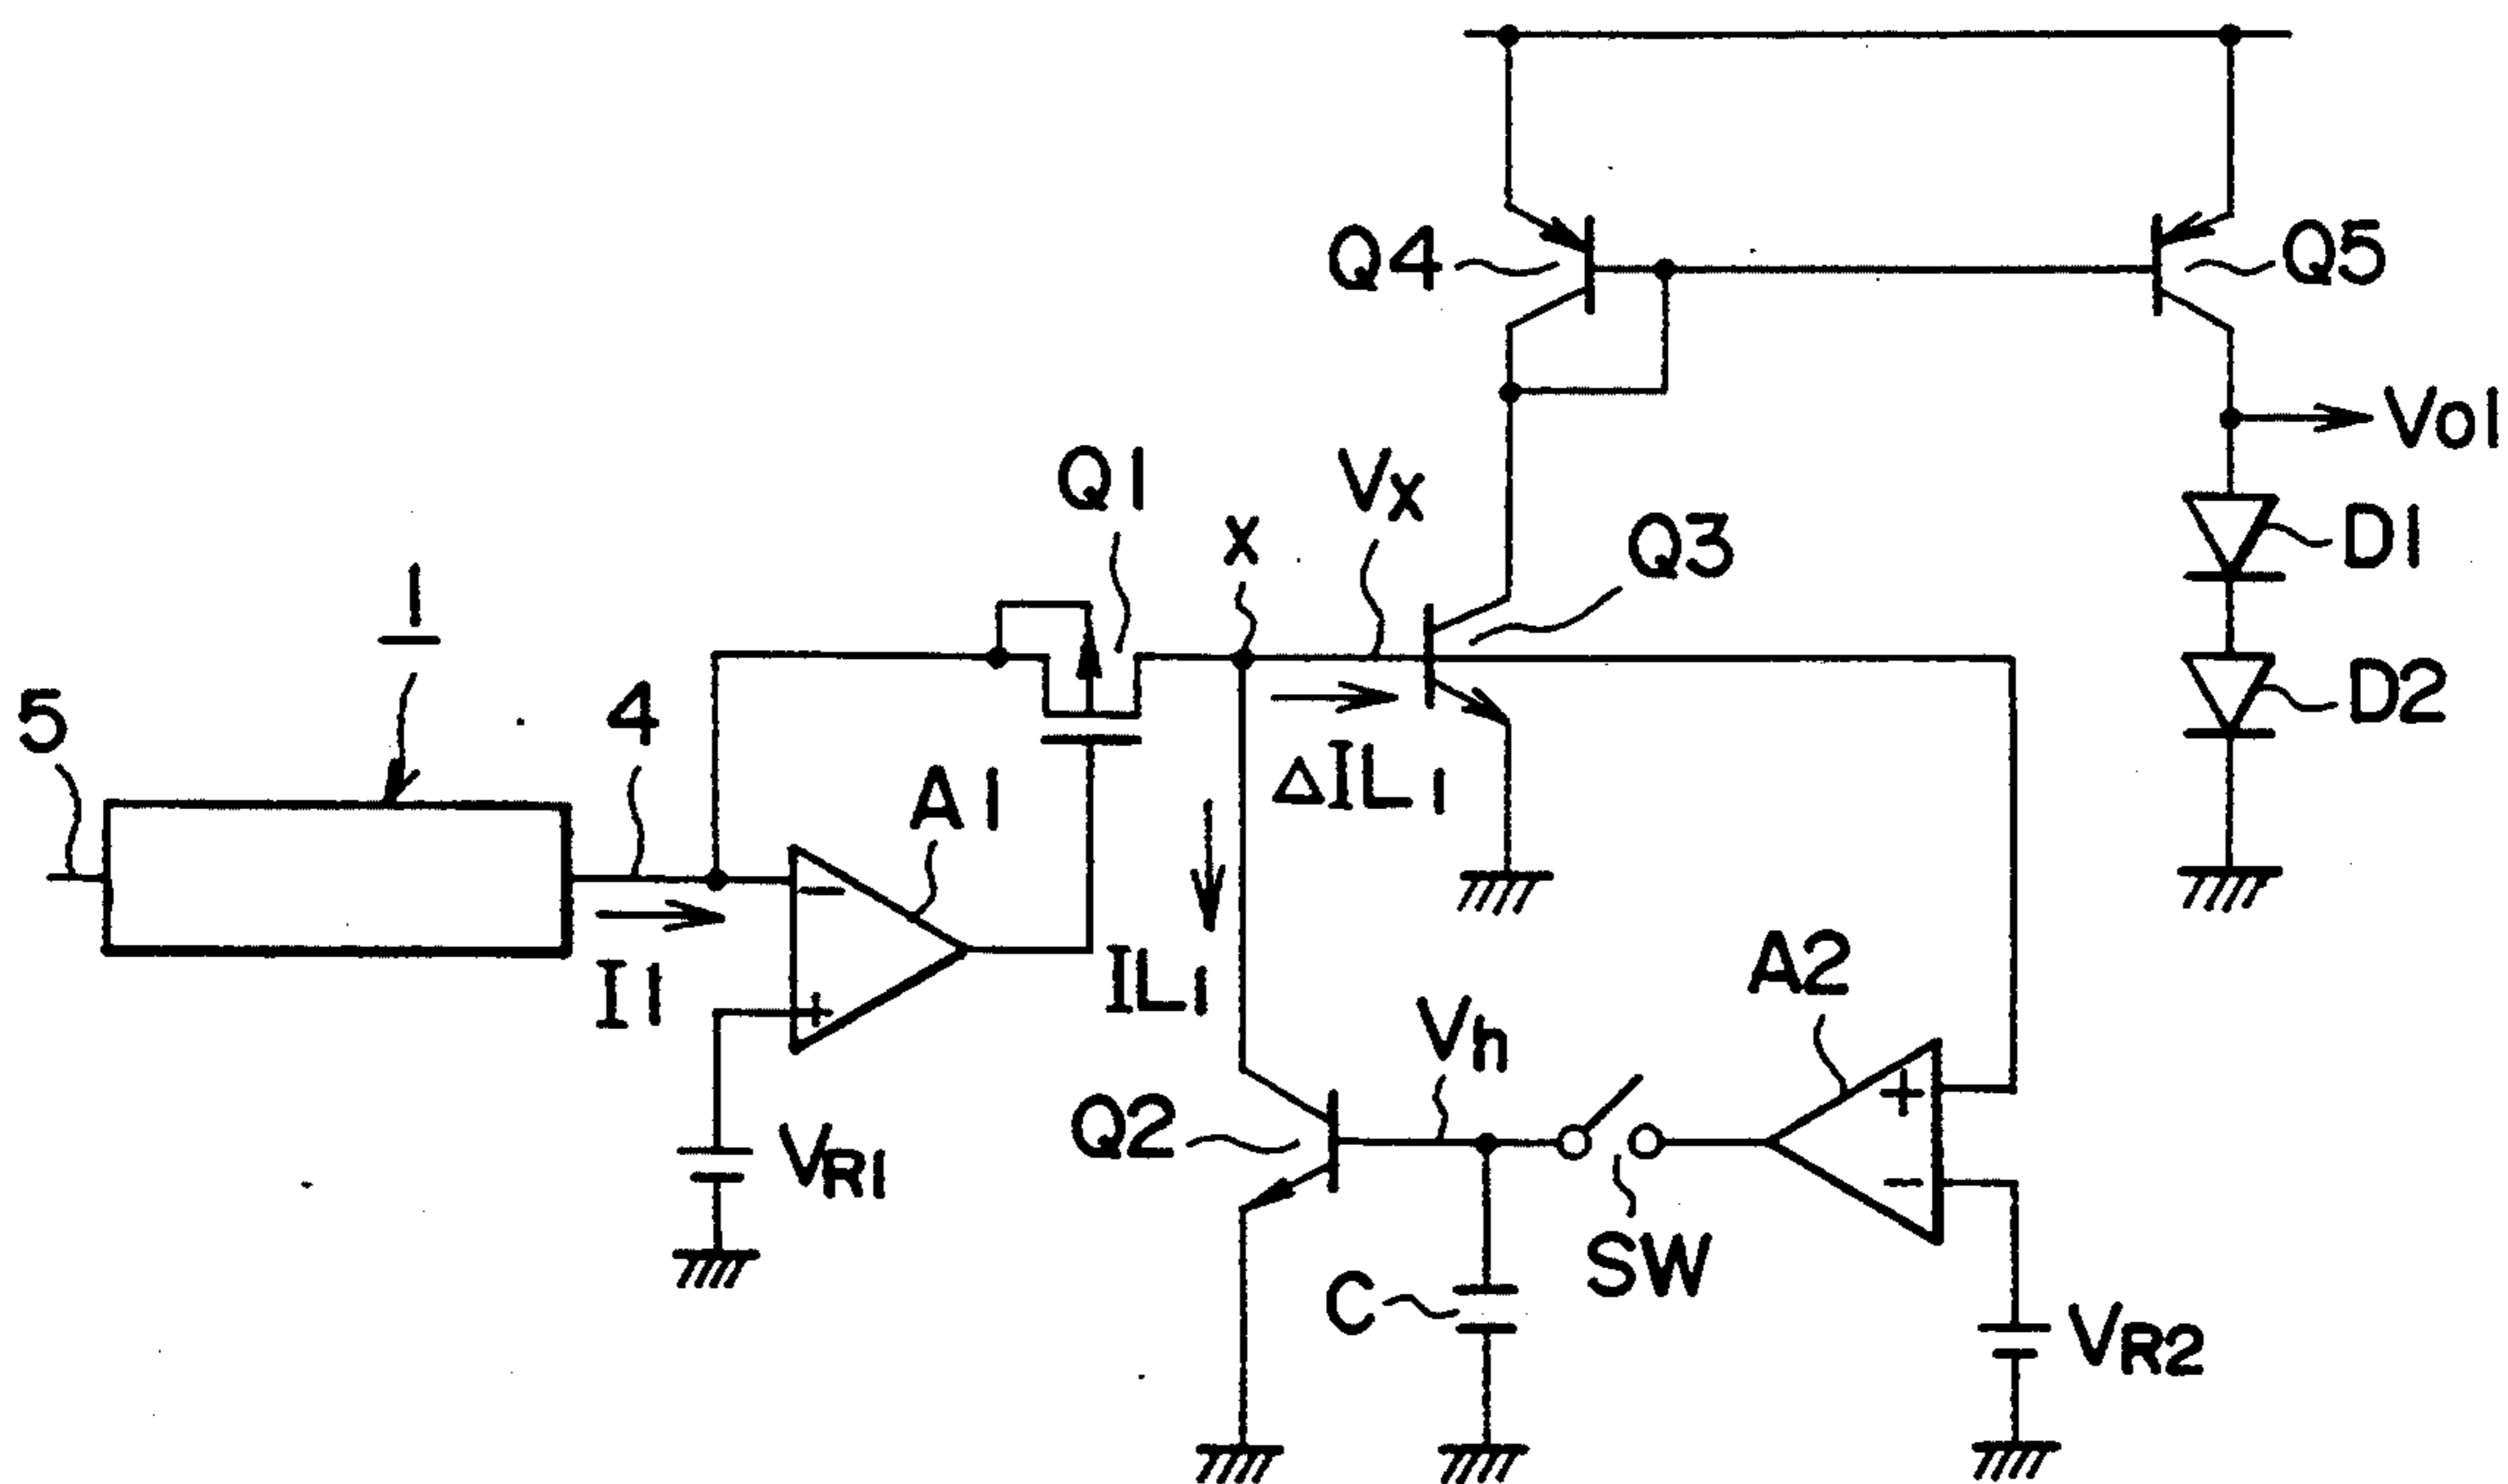 Q4
Q5
Vo1
Q1
VX
X
Q3
D1
1
5
4
A1
ΔIL1
D2
I1
IL1
A2
Vh
+
-
-
+
Q2
VR1
SW
C
VR2